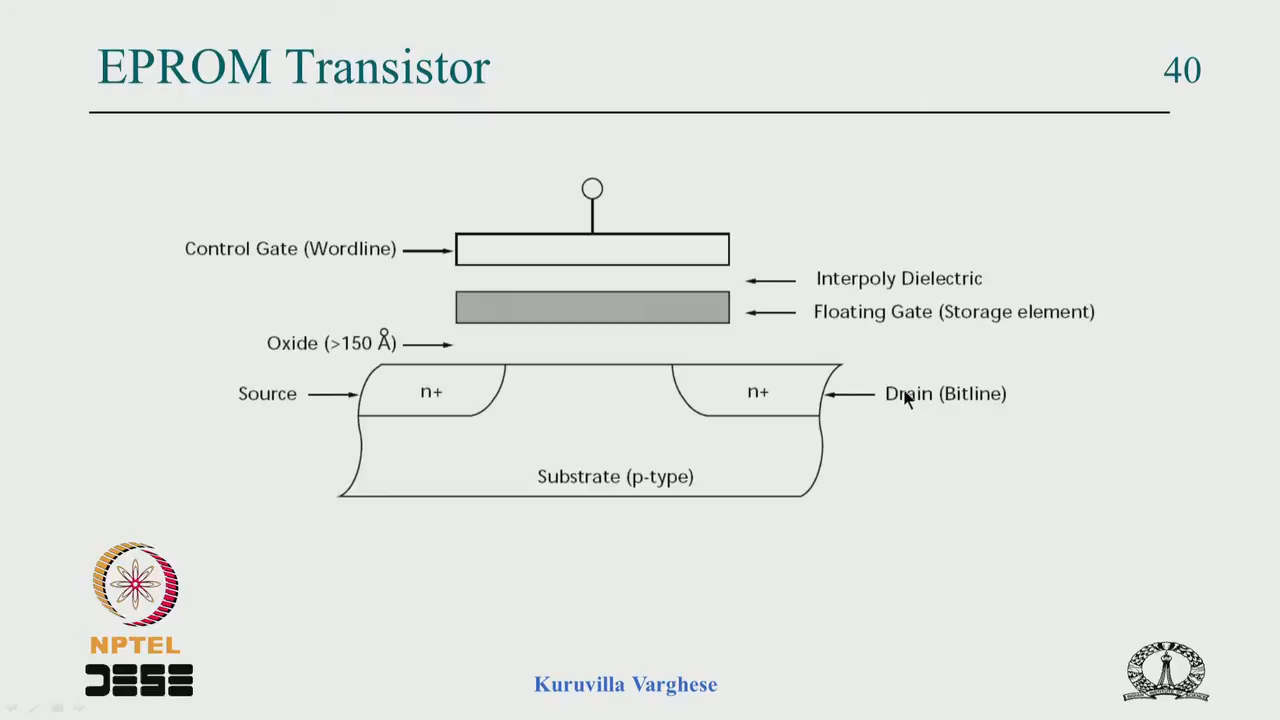 EPROM Transistor
40
Control Gate (Wordline)
Interpoly Dielectric
Floating Gate (Storage element)
Oxide (>150 Å)
Source
n+
n+
Drain (Bitline)
Substrate (p-type)
NPTEL
DESE
Kuruvilla Varghese